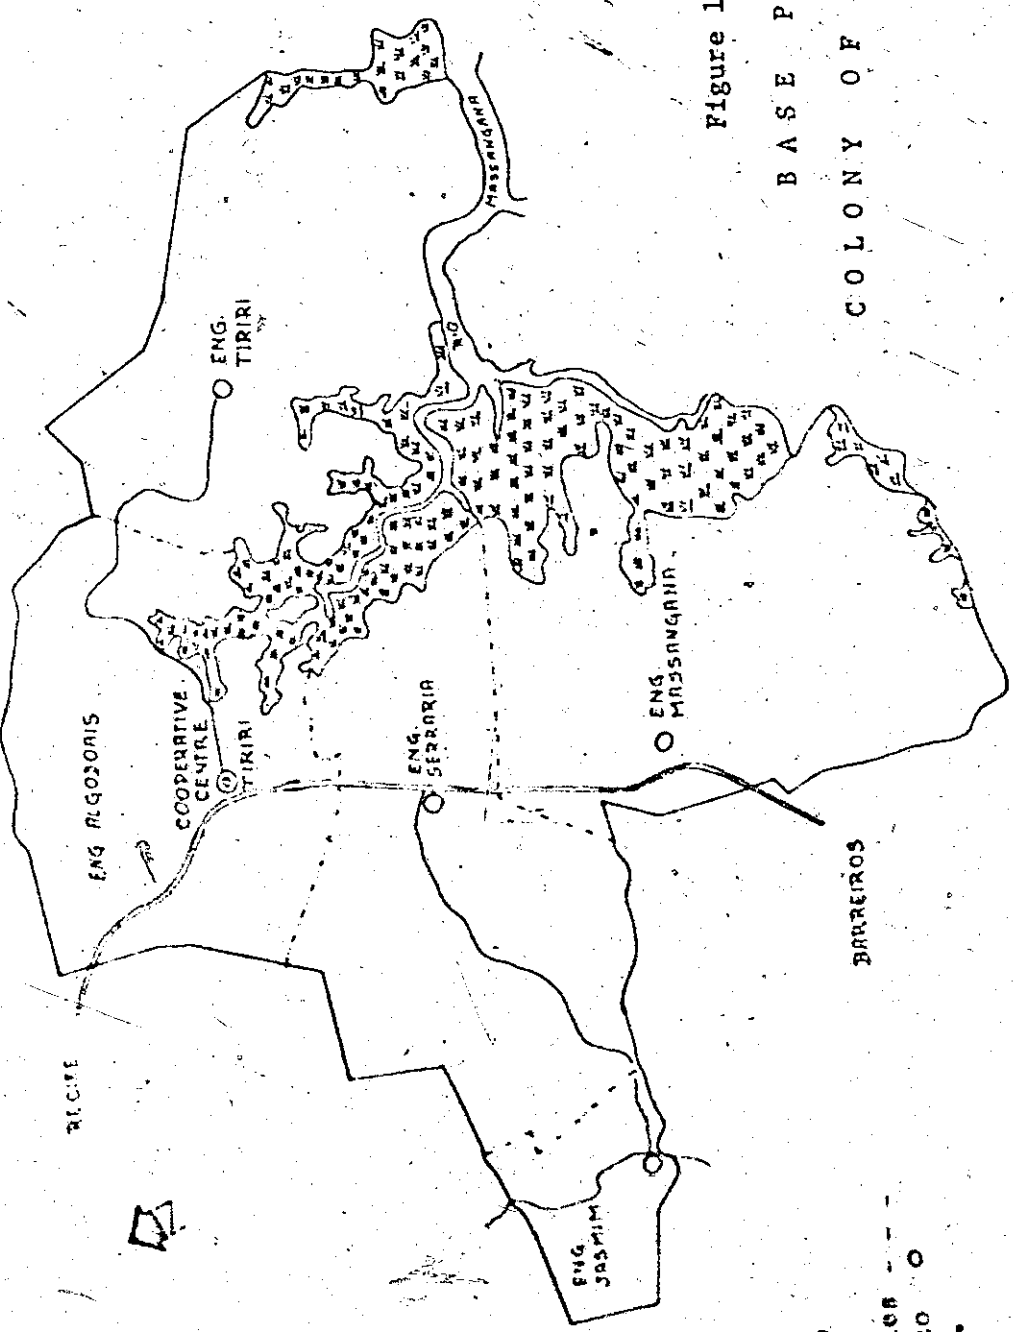 Figure 1
BASE P
COLONY OF
MASSANGANA
ENG.
TIRIRI
ENG ALGODOAIS
COOPERATIVE
CENTRE
TIRIRI
ENG.
SERRARIA
ENG
MASSANGANA
RECIFE
BARREIROS
ENG
JASMIM